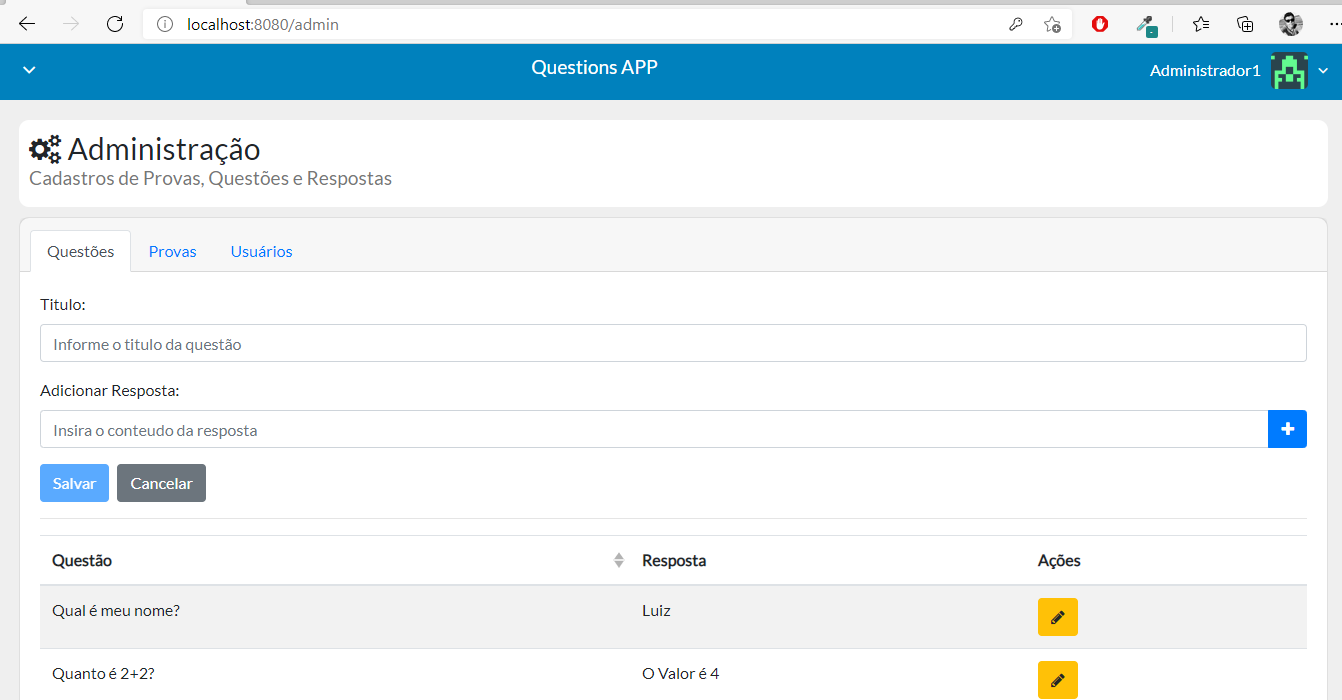 localhost:8080/admin
Questions APP
Administrador1
Administração
Cadastros de Provas, Questões e Respostas
Questões Provas Usuários
Titulo:
Informe o titulo da questão
Adicionar Resposta:
Insira o conteudo da resposta
Salvar Cancelar
Questão Resposta Ações
Qual é meu nome? Luiz
Quanto é 2+2? O Valor é 4